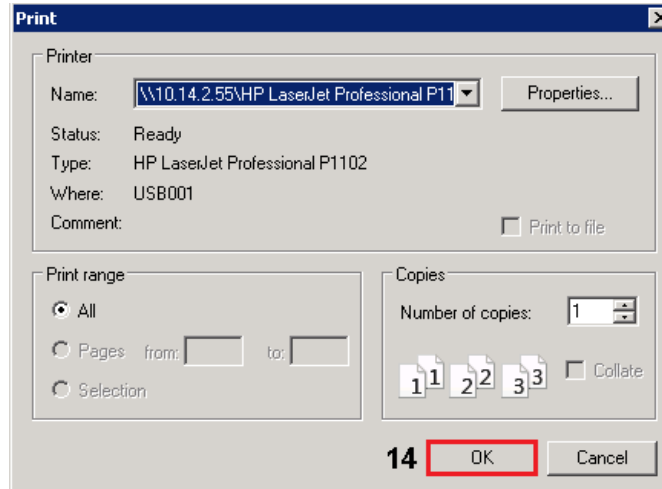 Print
Printer
Name: \\10.14.2.55\HP LaserJet Professional P11 Properties...
Status: Ready
Type: HP LaserJet Professional P1102
Where: USB001
Comment: Print to file
Print range
All
Pages from: to:
Selection
Copies
Number of copies: 1
1 1 2 2 3 3 Collate
14 OK Cancel